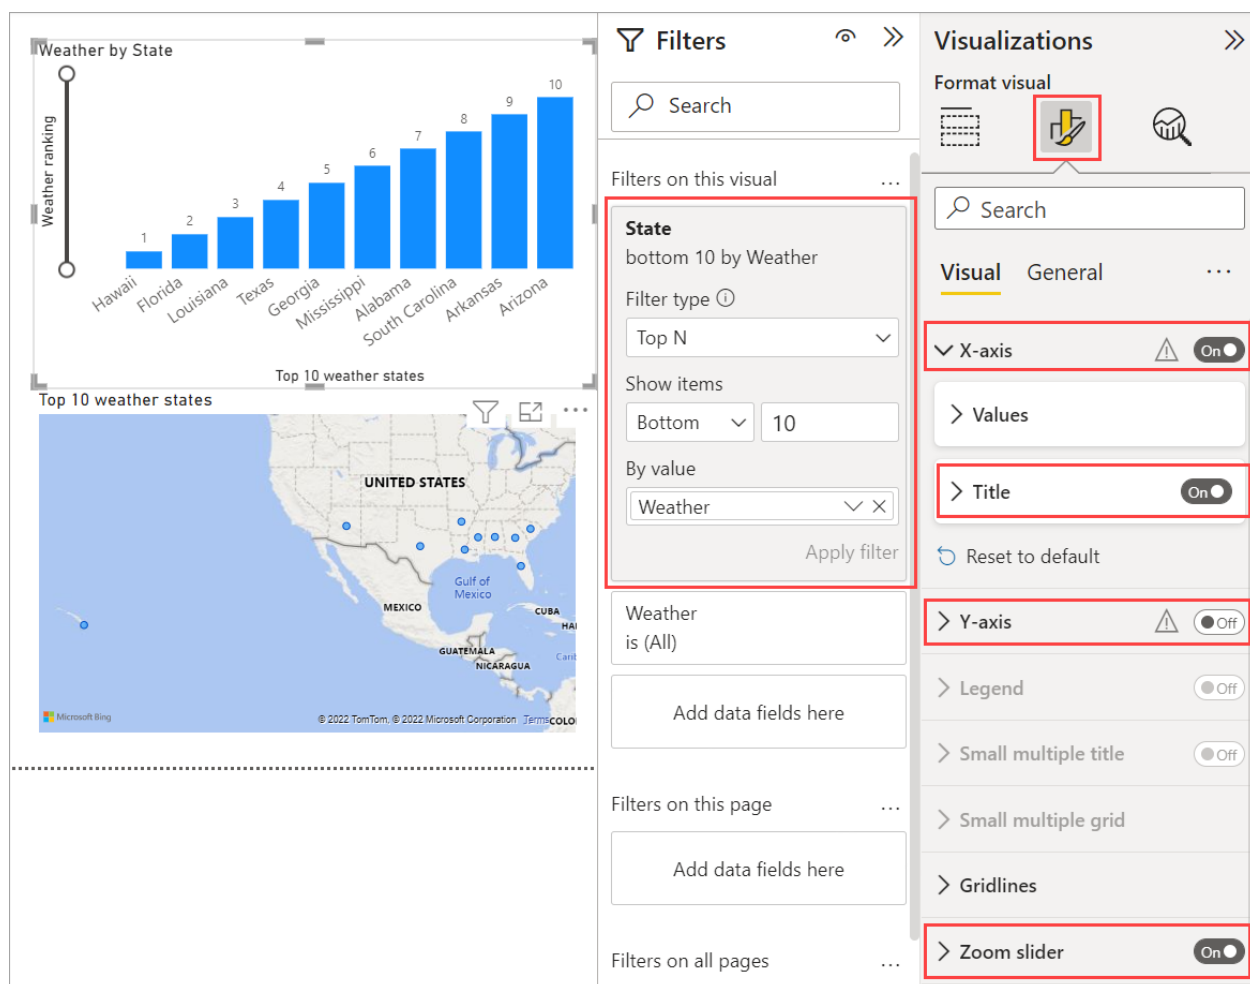 Weather by State
Weather ranking
1
2
3
4
5
6
7
8
9
10
Hawaii
Florida
Louisiana
Texas
Georgia
Mississippi
Alabama
South Carolina
Arkansas
Arizona
Top 10 weather states
Top 10 weather states
UNITED STATES
Gulf of
Mexico
MEXICO
CUBA
HAI
GUATEMALA
NICARAGUA
Carib
Microsoft Bing
© 2022 TomTom, © 2022 Microsoft Corporation Terms
COLO
Filters
Search
Filters on this visual
...
State
bottom 10 by Weather
Filter type
Top N
Show items
Bottom 10
By value
Weather
Apply filter
Weather
is (All)
Add data fields here
Filters on this page
...
Add data fields here
Filters on all pages
...
Visualizations
Format visual
Search
Visual General
...
X-axis On
Values
Title On
Reset to default
Y-axis Off
Legend Off
Small multiple title Off
Small multiple grid
Gridlines
Zoom slider On